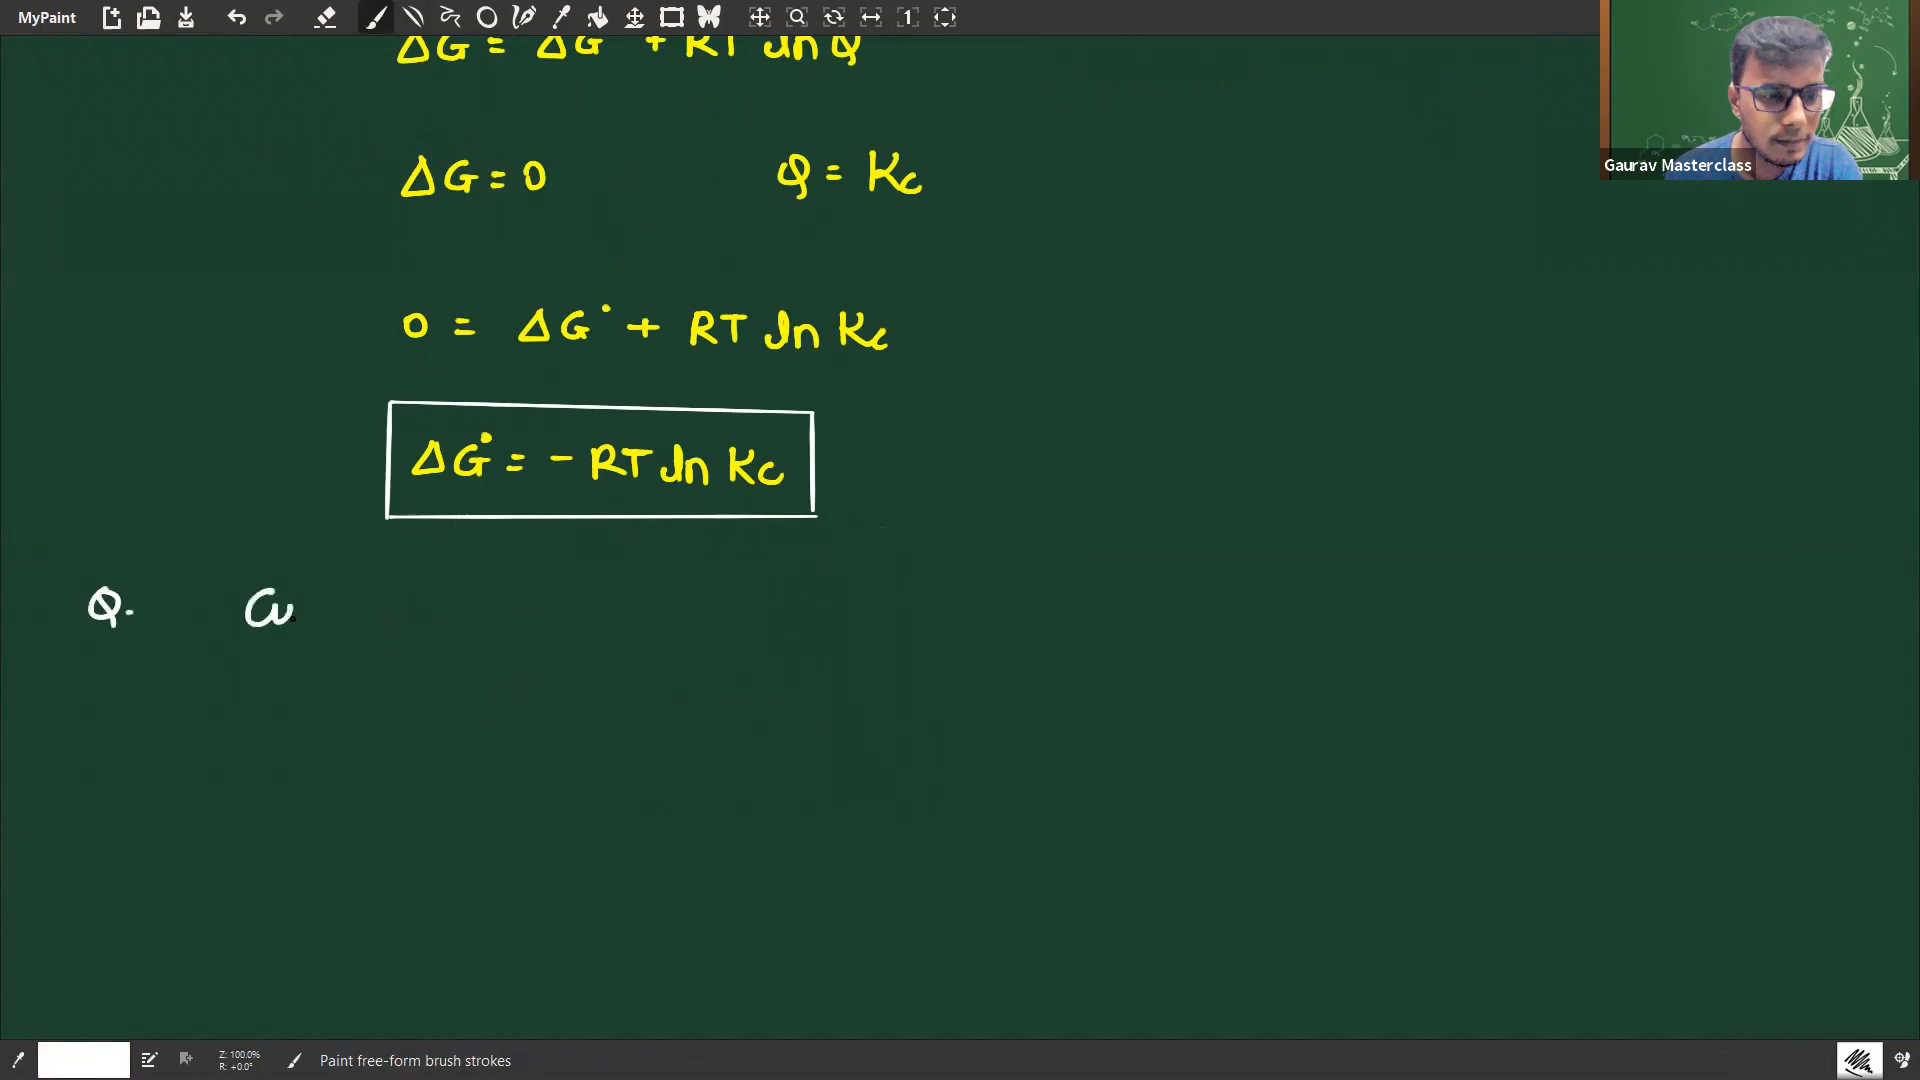 MyPaint
ΔG = ΔG + RT ln Q
Gaurav Masterclass
ΔG = 0 Q = Kc
0 = ΔG° + RT ln Kc
ΔG° = - RT ln Kc
Q. Cu
Z: 100.0%
R: +0.0°
Paint free-form brush strokes